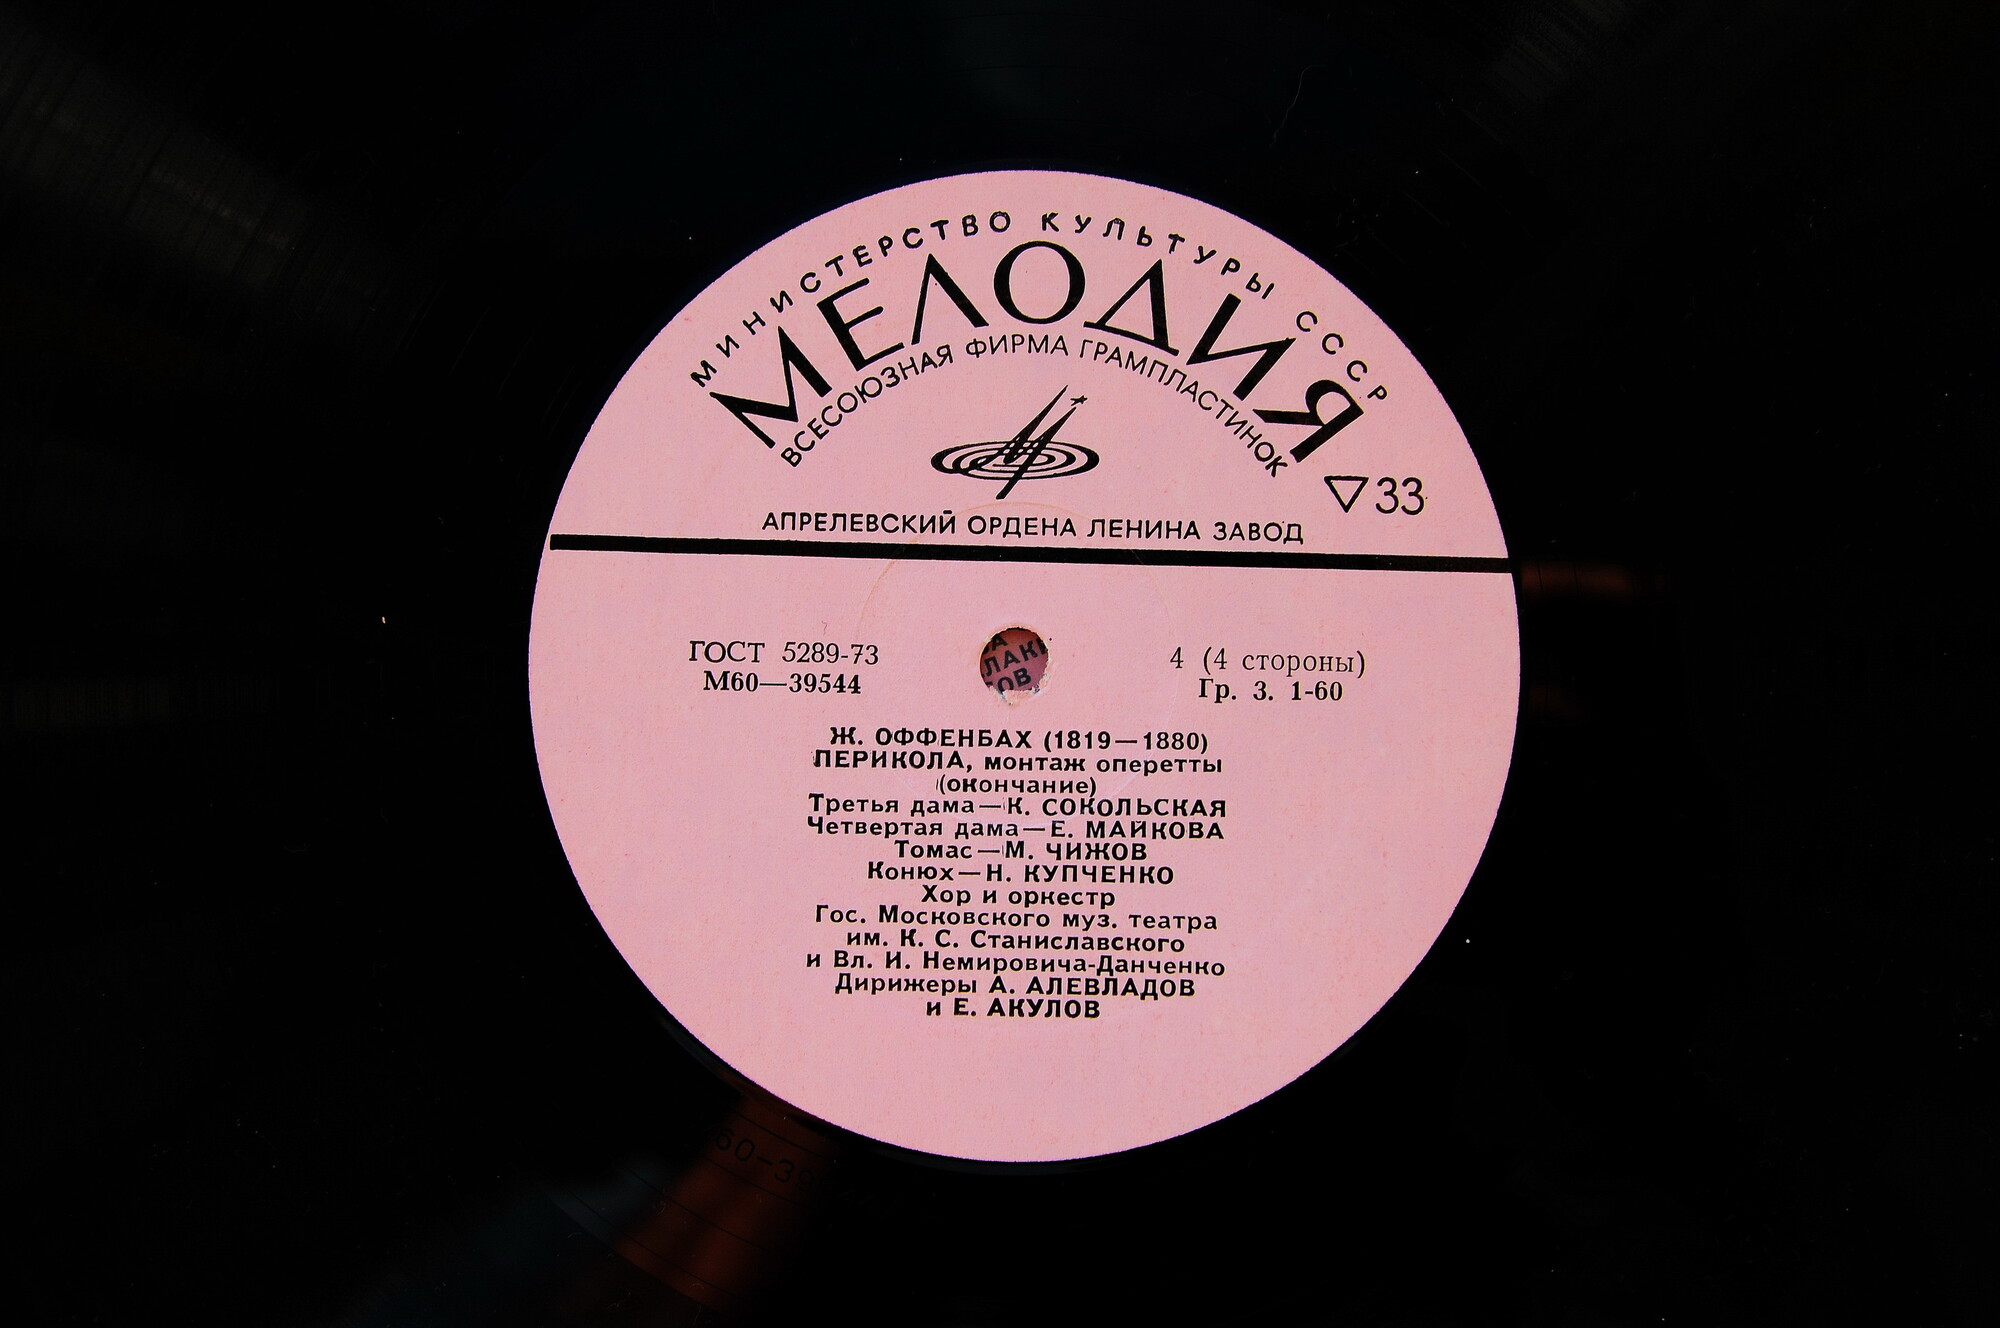 МИНИСТЕРСТВО КУЛЬТУРЫ СССР
МЕЛОДИЯ
ВСЕСОЮЗНАЯ ФИРМА ГРАМПЛАСТИНОК
33
АПРЕЛЕВСКИЙ ОРДЕНА ЛЕНИНА ЗАВОД
ГОСТ 5289-73
М60—39544
4 (4 стороны)
Гр. 3. 1-60
Ж. ОФФЕНБАХ (1819—1880)
ПЕРИКОЛА, монтаж оперетты
(окончание)
Третья дама—К. СОКОЛЬСКАЯ
Четвертая дама—Е. МАЙКОВА
Томас—М. ЧИЖОВ
Конюх—Н. КУПЧЕНКО
Хор и оркестр
Гос. Московского муз. театра
им. К. С. Станиславского
и Вл. И. Немировича-Данченко
Дирижеры А. АЛЕВЛАДОВ
и Е. АКУЛОВ